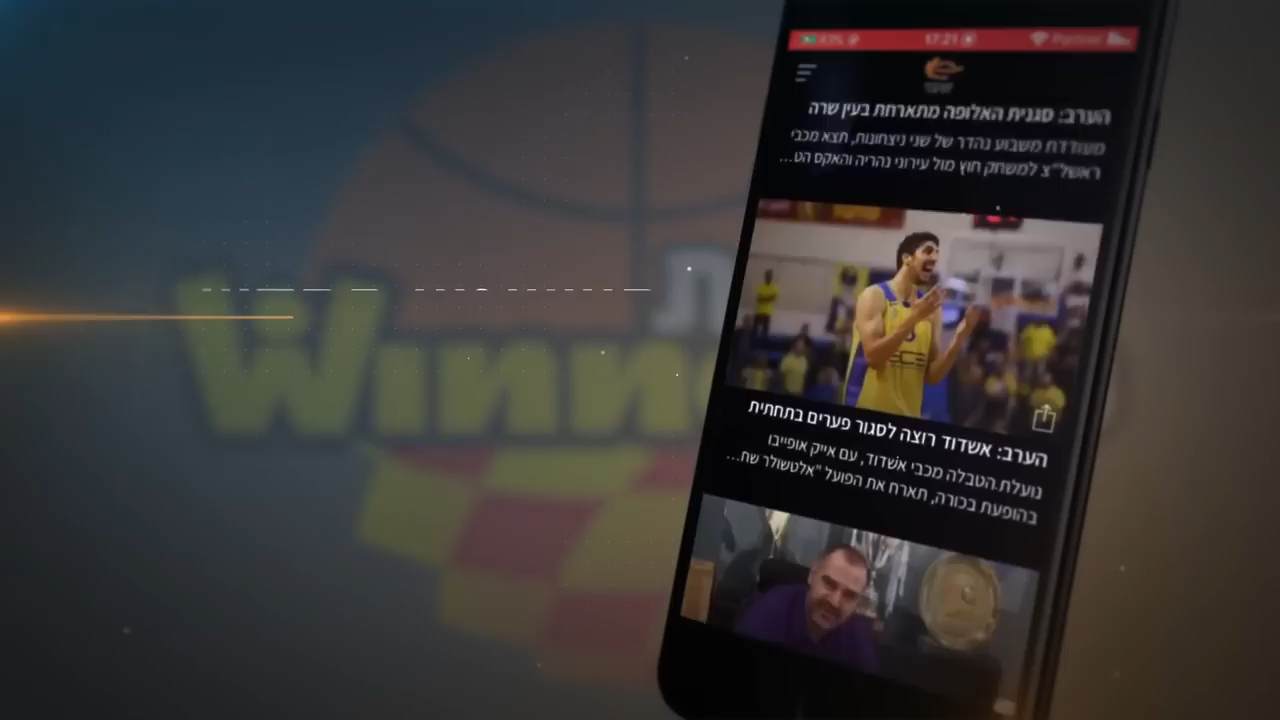 17:21
הערב: סגנית האלופה מתארחת בעין שרה
מעודדת משבוע נהדר של שני ניצחונות, תצא מכבי
ראשל"צ למשחק חוץ מול עירוני נהריה והאקס הט...
הערב: אשדוד רוצה לסגור פערים בתחתית
נועלת הטבלה מכבי אשדוד, עם אייק אופייבו
בהופעת בכורה, תארח את הפועל "אלטשולר שח...
Winn